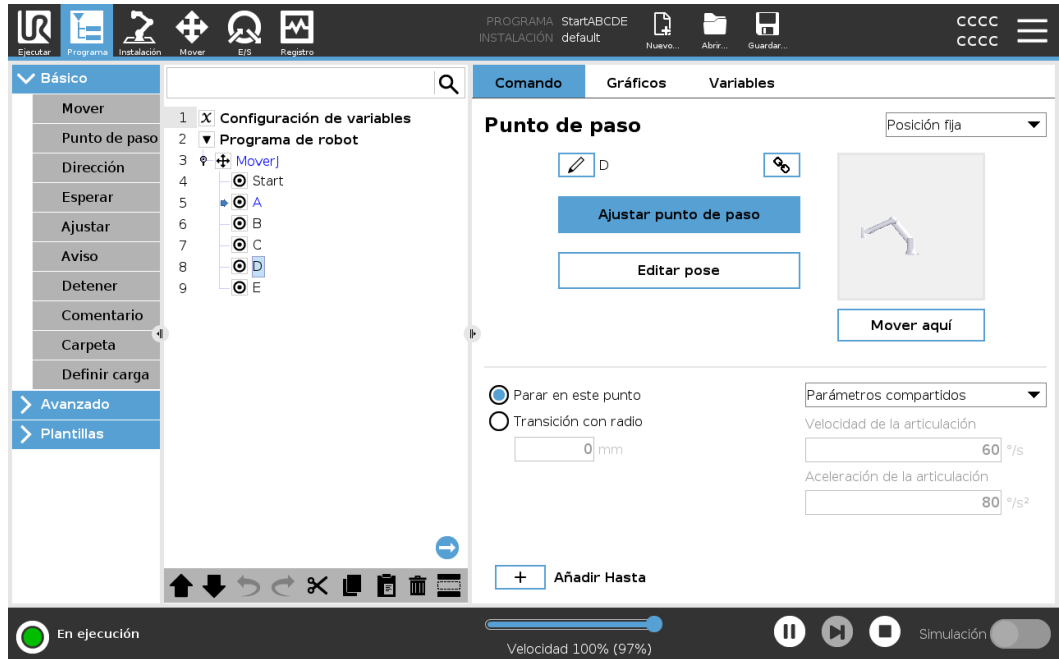 UR
PROGRAMA StartABCDE
INSTALACIÓN default
CCCC
CCCC
Ejecutar Programa Instalación Mover E/S Registro Nuevo... Abrir... Guardar...
Básico
Mover
Punto de paso
Dirección
Esperar
Ajustar
Aviso
Detener
Comentario
Carpeta
Definir carga
Avanzado
Plantillas
1 X Configuración de variables
2 Programa de robot
3 MoverJ
4 Start
5 A
6 B
7 C
8 D
9 E
Comando Gráficos Variables
Punto de paso
Posición fija
D
Ajustar punto de paso
Editar pose
Mover aquí
Parar en este punto
Transición con radio
0 mm
Parámetros compartidos
Velocidad de la articulación
60 °/s
Aceleración de la articulación
80 °/s²
+ Añadir Hasta
En ejecución
Velocidad 100% (97%)
Simulación